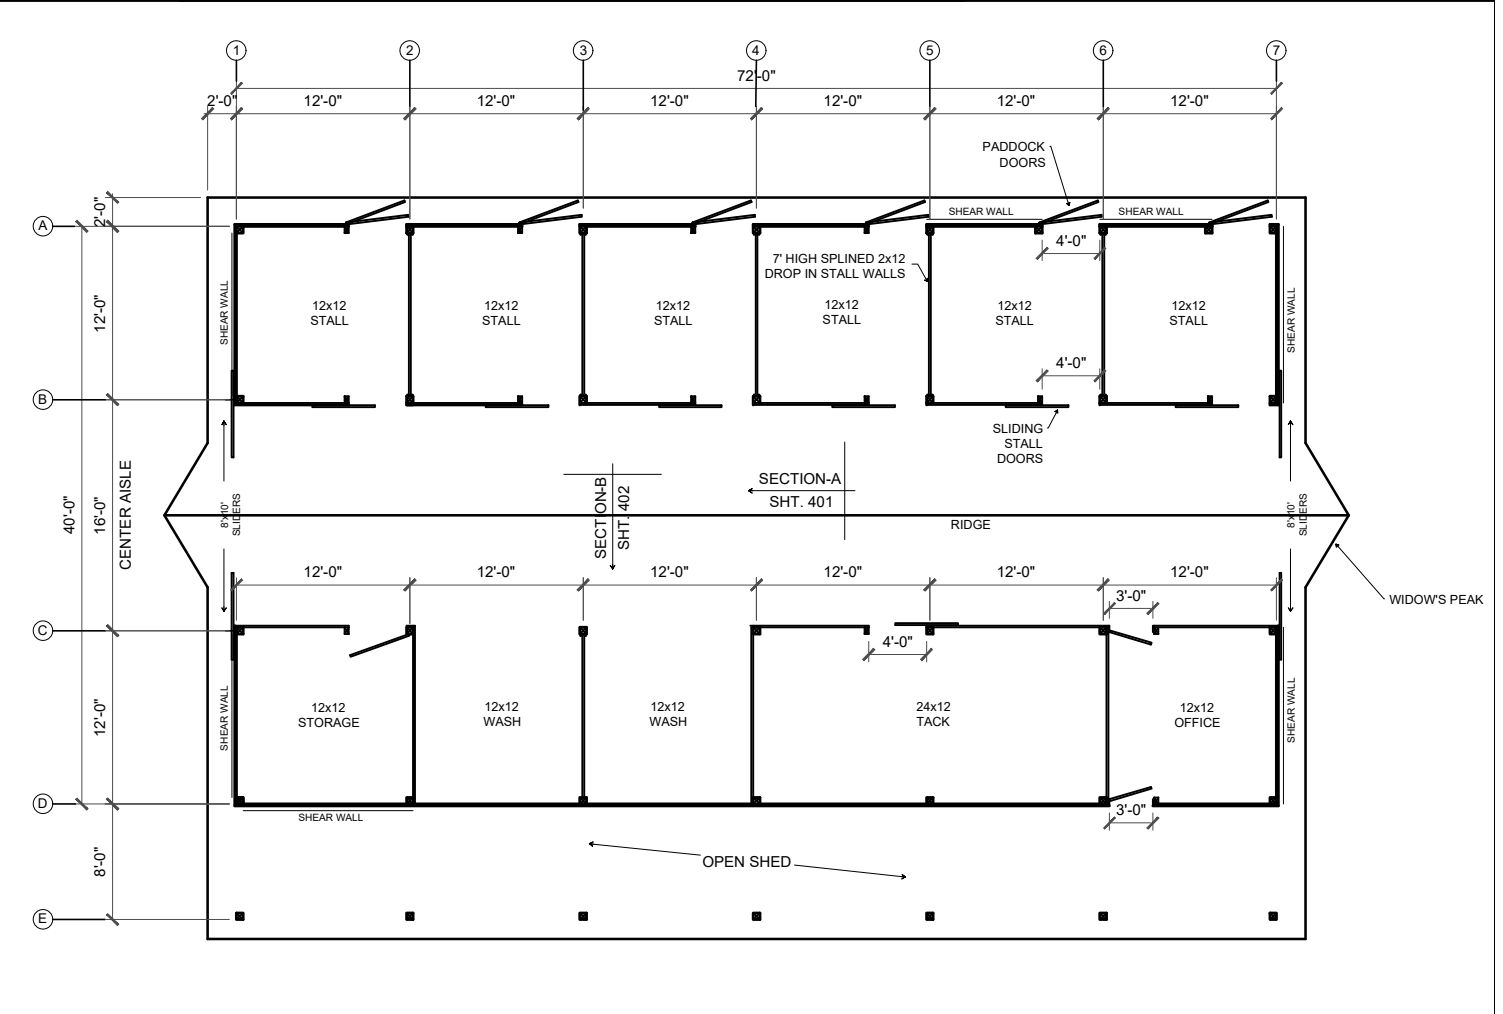 1 2 3 4 5 6 7
72'-0"
2'-0" 12'-0" 12'-0" 12'-0" 12'-0" 12'-0" 12'-0"
PADDOCK
DOORS
2'-0"
A
SHEAR WALL
SHEAR WALL
4'-0"
7' HIGH SPLINED 2x12
DROP IN STALL WALLS
12'-0"
SHEAR WALL
12x12
STALL
12x12
STALL
12x12
STALL
12x12
STALL
12x12
STALL
12x12
STALL
SHEAR WALL
4'-0"
B
SLIDING
STALL
DOORS
40'-0"
16'-0"
CENTER AISLE
8'x10'
SLIDERS
SECTION-B
SHT. 402
SECTION-A
SHT. 401
RIDGE
8'x10'
SLIDERS
12'-0" 12'-0" 12'-0" 12'-0" 12'-0" 12'-0"
3'-0"
WIDOW'S PEAK
C
4'-0"
12'-0"
SHEAR WALL
12x12
STORAGE
12x12
WASH
12x12
WASH
24x12
TACK
12x12
OFFICE
SHEAR WALL
D
SHEAR WALL
3'-0"
8'-0"
OPEN SHED
E